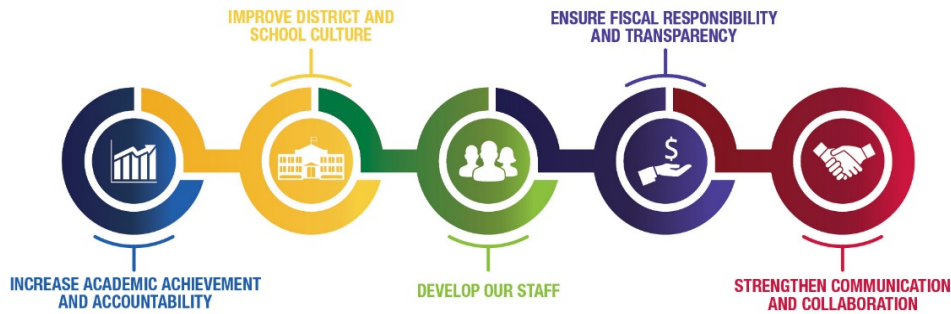 IMPROVE DISTRICT AND
SCHOOL CULTURE
ENSURE FISCAL RESPONSIBILITY
AND TRANSPARENCY
$
INCREASE ACADEMIC ACHIEVEMENT
AND ACCOUNTABILITY
DEVELOP OUR STAFF
STRENGTHEN COMMUNICATION
AND COLLABORATION